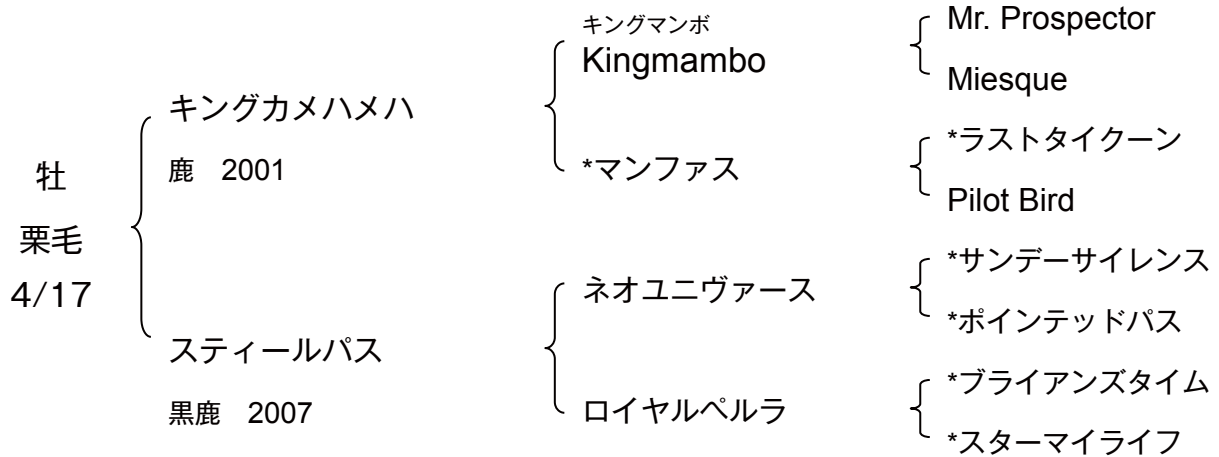 牡
栗毛
4/17
キングカメハメハ
鹿 2001
スティールパス
黒鹿 2007
キングマンボ
Kingmambo
*マンファス
ネオユニヴァース
ロイヤルペルラ
Mr. Prospector
Miesque
*ラストタイクーン
Pilot Bird
*サンデーサイレンス
*ポインテッドパス
*ブライアンズタイム
*スターマイライフ